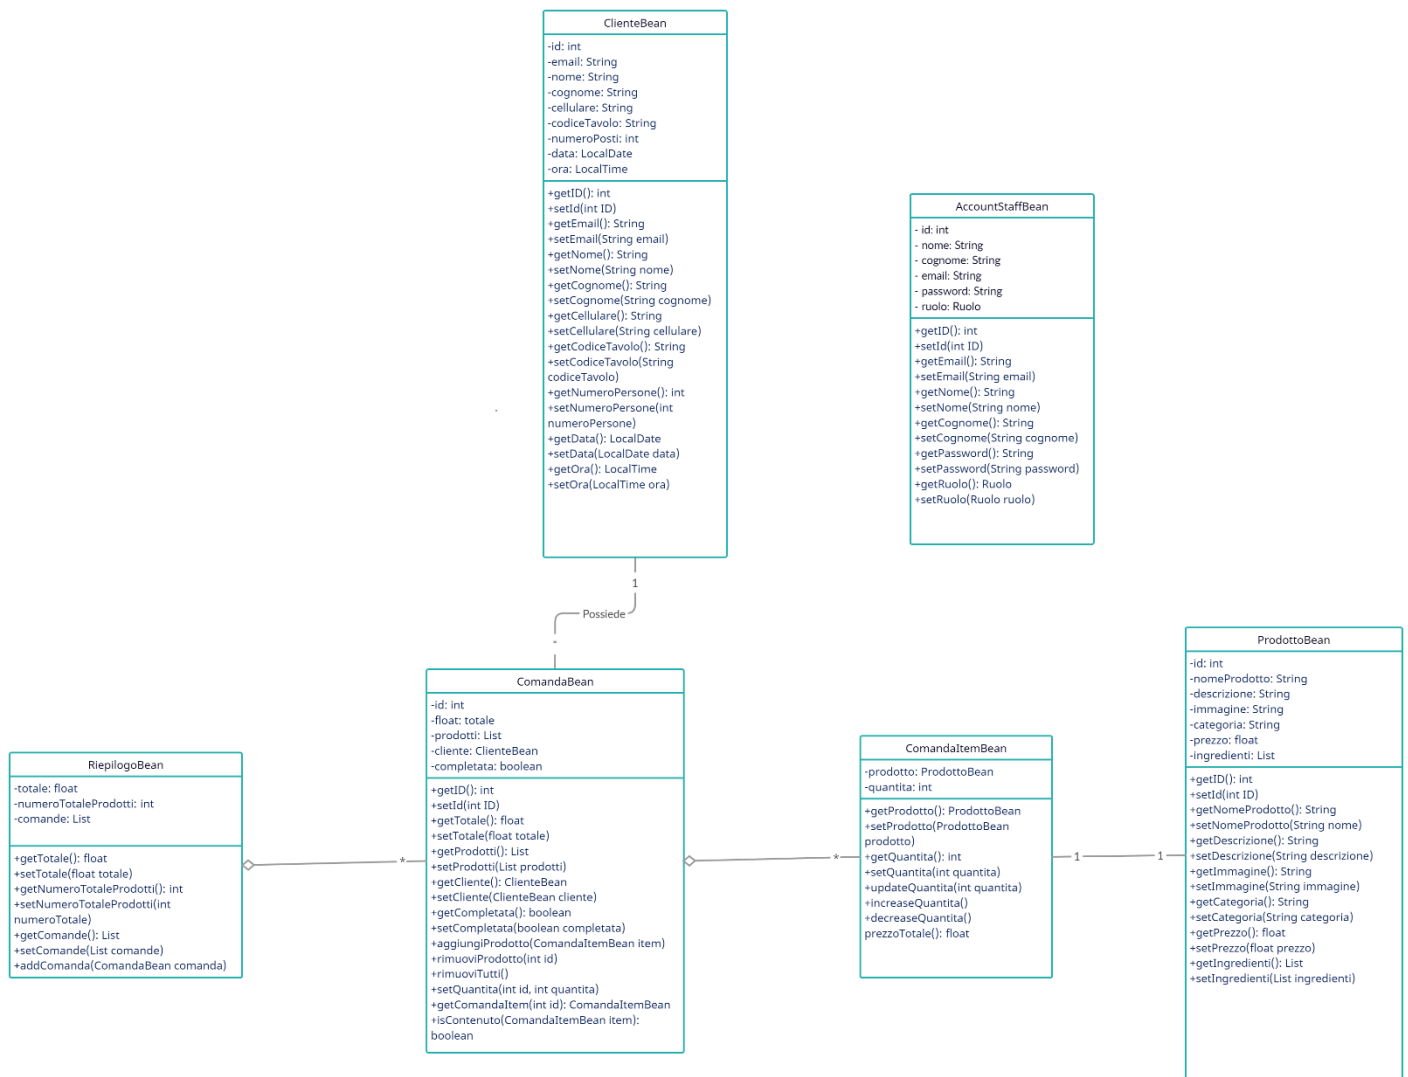 ClienteBean
-id: int
-email: String
-nome: String
-cognome: String
-cellulare: String
-codiceTavolo: String
-numeroPosti: int
-data: LocalDate
-ora: LocalTime
+getID(): int
+setId(int ID)
+getEmail(): String
+setEmail(String email)
+getNome(): String
+setNome(String nome)
+getCognome(): String
+setCognome(String cognome)
+getCellulare(): String
+setCellulare(String cellulare)
+getCodiceTavolo(): String
+setCodiceTavolo(String
codiceTavolo)
+getNumeroPersone(): int
+setNumeroPersone(int
numeroPersone)
+getData(): LocalDate
+setData(LocalDate data)
+getOra(): LocalTime
+setOra(LocalTime ora)
AccountStaffBean
- id: int
- nome: String
- cognome: String
- email: String
- password: String
- ruolo: Ruolo
+getID(): int
+setId(int ID)
+getEmail(): String
+setEmail(String email)
+getNome(): String
+setNome(String nome)
+getCognome(): String
+setCognome(String cognome)
+getPassword(): String
+setPassword(String password)
+getRuolo(): Ruolo
+setRuolo(Ruolo ruolo)
1
Possiede
*
RiepilogoBean
-totale: float
-numeroTotaleProdotti: int
-comande: List
+getTotale(): float
+setTotale(float totale)
+getNumeroTotaleProdotti(): int
+setNumeroTotaleProdotti(int
numeroTotale)
+getComande(): List
+setComande(List comande)
+addComanda(ComandaBean comanda)
*
ComandaBean
-id: int
-float: totale
-prodotti: List
-cliente: ClienteBean
-completata: boolean
+getID(): int
+setId(int ID)
+getTotale(): float
+setTotale(float totale)
+getProdotti(): List
+setProdotti(List prodotti)
+getCliente(): ClienteBean
+setCliente(ClienteBean cliente)
+getCompletata(): boolean
+setCompletata(boolean completata)
+aggiungiProdotto(ComandaItemBean item)
+rimuoviProdotto(int id)
+rimuoviTutti()
+setQuantita(int id, int quantita)
+getComandaItem(int id): ComandaItemBean
+isContenuto(ComandaItemBean item):
boolean
*
ComandaItemBean
-prodotto: ProdottoBean
-quantita: int
+getProdotto(): ProdottoBean
+setProdotto(ProdottoBean
prodotto)
+getQuantita(): int
+setQuantita(int quantita)
+updateQuantita(int quantita)
+increaseQuantita()
+decreaseQuantita()
prezzoTotale(): float
1
1
ProdottoBean
-id: int
-nomeProdotto: String
-descrizione: String
-immagine: String
-categoria: String
-prezzo: float
-ingredienti: List
+getID(): int
+setId(int ID)
+getNomeProdotto(): String
+setNomeProdotto(String nome)
+getDescrizione(): String
+setDescrizione(String descrizione)
+getImmagine(): String
+setImmagine(String immagine)
+getCategoria(): String
+setCategoria(String categoria)
+getPrezzo(): float
+setPrezzo(float prezzo)
+getIngredienti(): List
+setIngredienti(List ingredienti)